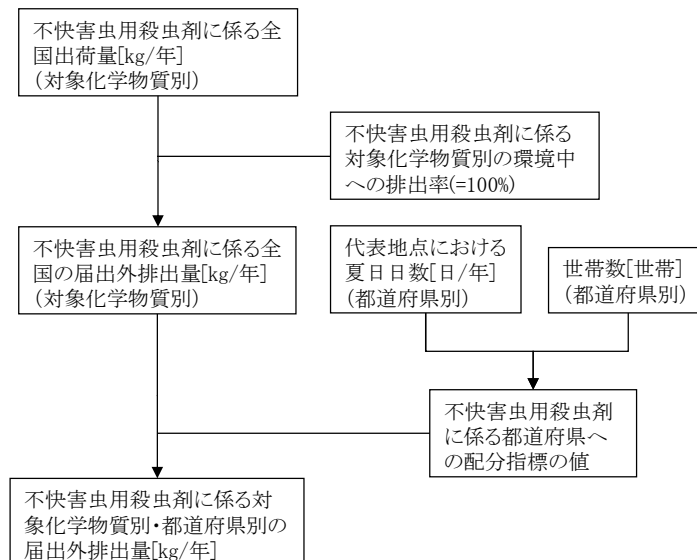 不快害虫用殺虫剤に係る全
国出荷量[kg/年]
(対象化学物質別)
不快害虫用殺虫剤に係る
対象化学物質別の環境中
への排出率(=100%)
不快害虫用殺虫剤に係る全
国の届出外排出量[kg/年]
(対象化学物質別)
代表地点における
夏日日数[日/年]
(都道府県別)
世帯数[世帯]
(都道府県別)
不快害虫用殺虫剤
に係る都道府県へ
の配分指標の値
不快害虫用殺虫剤に係る対
象化学物質別・都道府県別の
届出外排出量[kg/年]